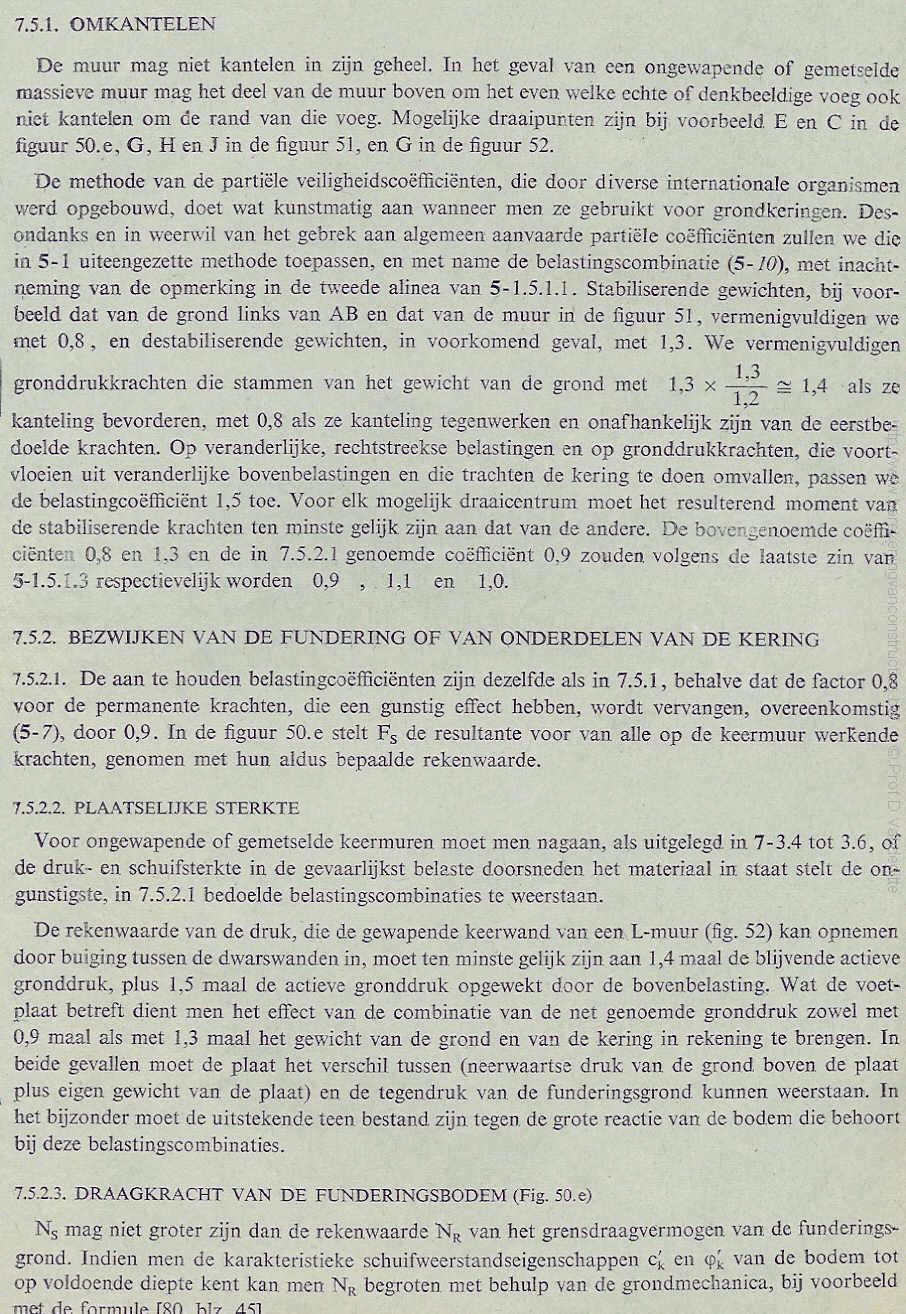 7.5.1. OMKANTELEN
De muur mag niet kantelen in zijn geheel. In het geval van een ongewapende of gemetselde
massieve muur mag het deel van de muur boven om het even welke echte of denkbeeldige voeg ook
niet kantelen om de rand van die voeg. Mogelijke draaipunten zijn bij voorbeeld E en C in de
figuur 50.e, G, H en J in de figuur 51, en G in de figuur 52.
De methode van de partiële veiligheidscoëfficiënten, die door diverse internationale organismen
werd opgebouwd, doet wat kunstmatig aan wanneer men ze gebruikt voor grondkeringen. Des-
ondanks en in weerwil van het gebrek aan algemeen aanvaarde partiële coëfficiënten zullen we die
in 5-1 uiteengezette methode toepassen, en met name de belastingscombinatie (5-10), met inacht-
neming van de opmerking in de tweede alinea van 5-1.5.1.1. Stabiliserende gewichten, bij voor-
beeld dat van de grond links van AB en dat van de muur in de figuur 51, vermenigvuldigen we
met 0,8, en destabiliserende gewichten, in voorkomend geval, met 1,3. We vermenigvuldigen
gronddrukkrachten die stammen van het gewicht van de grond met 1,3 × 1,3/1,2 ≅ 1,4 als ze
kanteling bevorderen, met 0,8 als ze kanteling tegenwerken en onafhankelijk zijn van de eerstbe-
doelde krachten. Op veranderlijke, rechtstreekse belastingen en op gronddrukkrachten, die voort-
vloeien uit veranderlijke bovenbelastingen en die trachten de kering te doen omvallen, passen we
de belastingcoëfficiënt 1,5 toe. Voor elk mogelijk draaicentrum moet het resulterend moment van
de stabiliserende krachten ten minste gelijk zijn aan dat van de andere. De bovengenoemde coëffi-
ciënten 0,8 en 1,3 en de in 7.5.2.1 genoemde coëfficiënt 0,9 zouden volgens de laatste zin van
5-1.5.1.3 respectievelijk worden 0,9 , 1,1 en 1,0.
7.5.2. BEZWIJKEN VAN DE FUNDERING OF VAN ONDERDELEN VAN DE KERING
7.5.2.1. De aan te houden belastingcoëfficiënten zijn dezelfde als in 7.5.1, behalve dat de factor 0,8
voor de permanente krachten, die een gunstig effect hebben, wordt vervangen, overeenkomstig
(5-7), door 0,9. In de figuur 50.e stelt F_S de resultante voor van alle op de keermuur werkende
krachten, genomen met hun aldus bepaalde rekenwaarde.
7.5.2.2. PLAATSELIJKE STERKTE
Voor ongewapende of gemetselde keermuren moet men nagaan, als uitgelegd in 7-3.4 tot 3.6, of
de druk- en schuifsterkte in de gevaarlijkst belaste doorsneden het materiaal in staat stelt de on-
gunstigste, in 7.5.2.1 bedoelde belastingscombinaties te weerstaan.
De rekenwaarde van de druk, die de gewapende keerwand van een L-muur (fig. 52) kan opnemen
door buiging tussen de dwarswanden in, moet ten minste gelijk zijn aan 1,4 maal de blijvende actieve
gronddruk, plus 1,5 maal de actieve gronddruk opgewekt door de bovenbelasting. Wat de voet-
plaat betreft dient men het effect van de combinatie van de net genoemde gronddruk zowel met
0,9 maal als met 1,3 maal het gewicht van de grond en van de kering in rekening te brengen. In
beide gevallen moet de plaat het verschil tussen (neerwaartse druk van de grond boven de plaat
plus eigen gewicht van de plaat) en de tegendruk van de funderingsgrond kunnen weerstaan. In
het bijzonder moet de uitstekende teen bestand zijn tegen de grote reactie van de bodem die behoort
bij deze belastingscombinaties.
7.5.2.3. DRAAGKRACHT VAN DE FUNDERINGSBODEM (Fig. 50.e)
N_S mag niet groter zijn dan de rekenwaarde N_R van het grensdraagvermogen van de funderings-
grond. Indien men de karakteristieke schuifweerstandseigenschappen c'_k en φ'_k van de bodem tot
op voldoende diepte kent kan men N_R begroten met behulp van de grondmechanica, bij voorbeeld
met de formule [80, blz. 45]